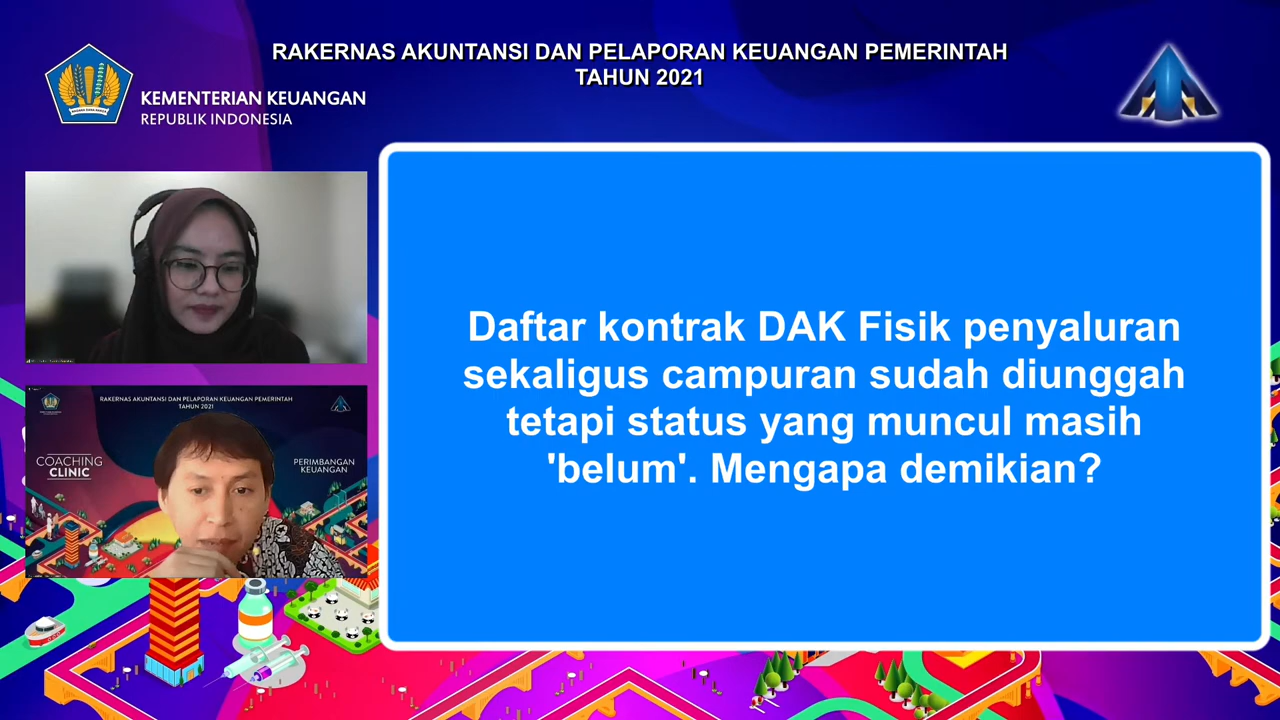 RAKERNAS AKUNTANSI DAN PELAPORAN KEUANGAN PEMERINTAH
TAHUN 2021
KEMENTERIAN KEUANGAN
REPUBLIK INDONESIA
Daftar kontrak DAK Fisik penyaluran
sekaligus campuran sudah diunggah
tetapi status yang muncul masih
'belum'. Mengapa demikian?
RAKERNAS AKUNTANSI DAN PELAPORAN KEUANGAN PEMERINTAH
TAHUN 2021
COACHING
CLINIC
PERIMBANGAN
KEUANGAN